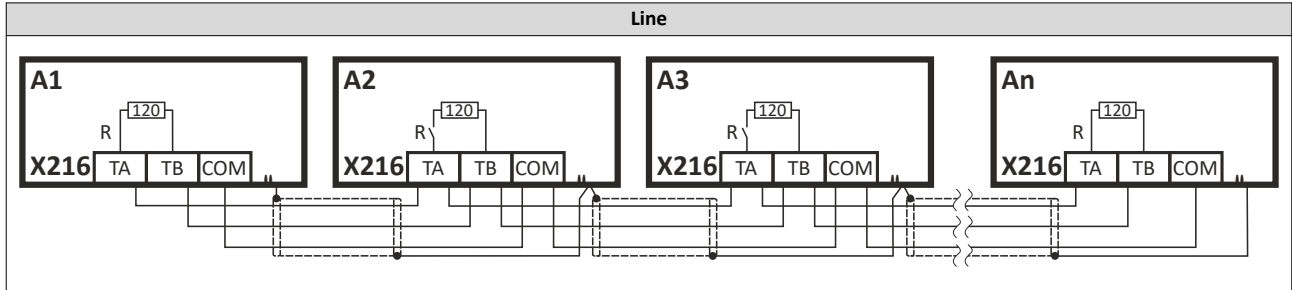 Line
A1 A2 A3 An
120 120 120 120
R R R R
X216 TA TB COM X216 TA TB COM X216 TA TB COM X216 TA TB COM